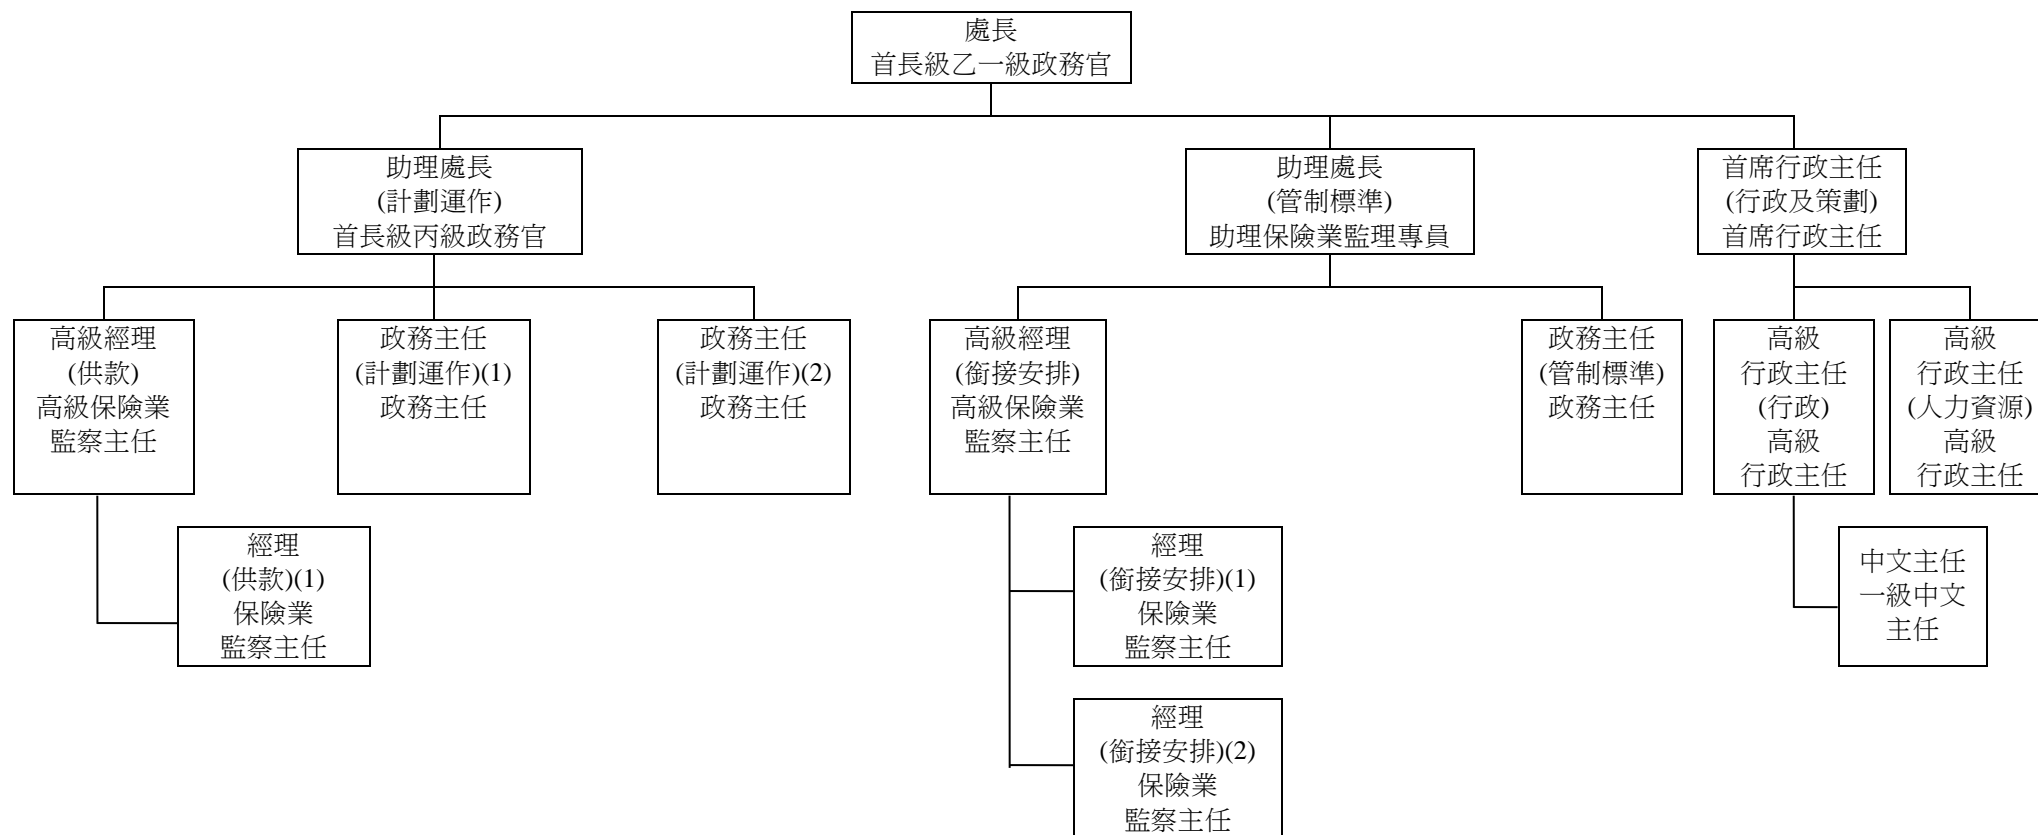 處長
首長級乙一級政務官
助理處長
(計劃運作)
首長級丙級政務官
助理處長
(管制標準)
助理保險業監理專員
首席行政主任
(行政及策劃)
首席行政主任
高級經理
(供款)
高級保險業
監察主任
政務主任
(計劃運作)(1)
政務主任
政務主任
(計劃運作)(2)
政務主任
高級經理
(銜接安排)
高級保險業
監察主任
政務主任
(管制標準)
政務主任
高級
行政主任
(行政)
高級
行政主任
高級
行政主任
(人力資源)
高級
行政主任
經理
(供款)(1)
保險業
監察主任
經理
(銜接安排)(1)
保險業
監察主任
中文主任
一級中文
主任
經理
(銜接安排)(2)
保險業
監察主任